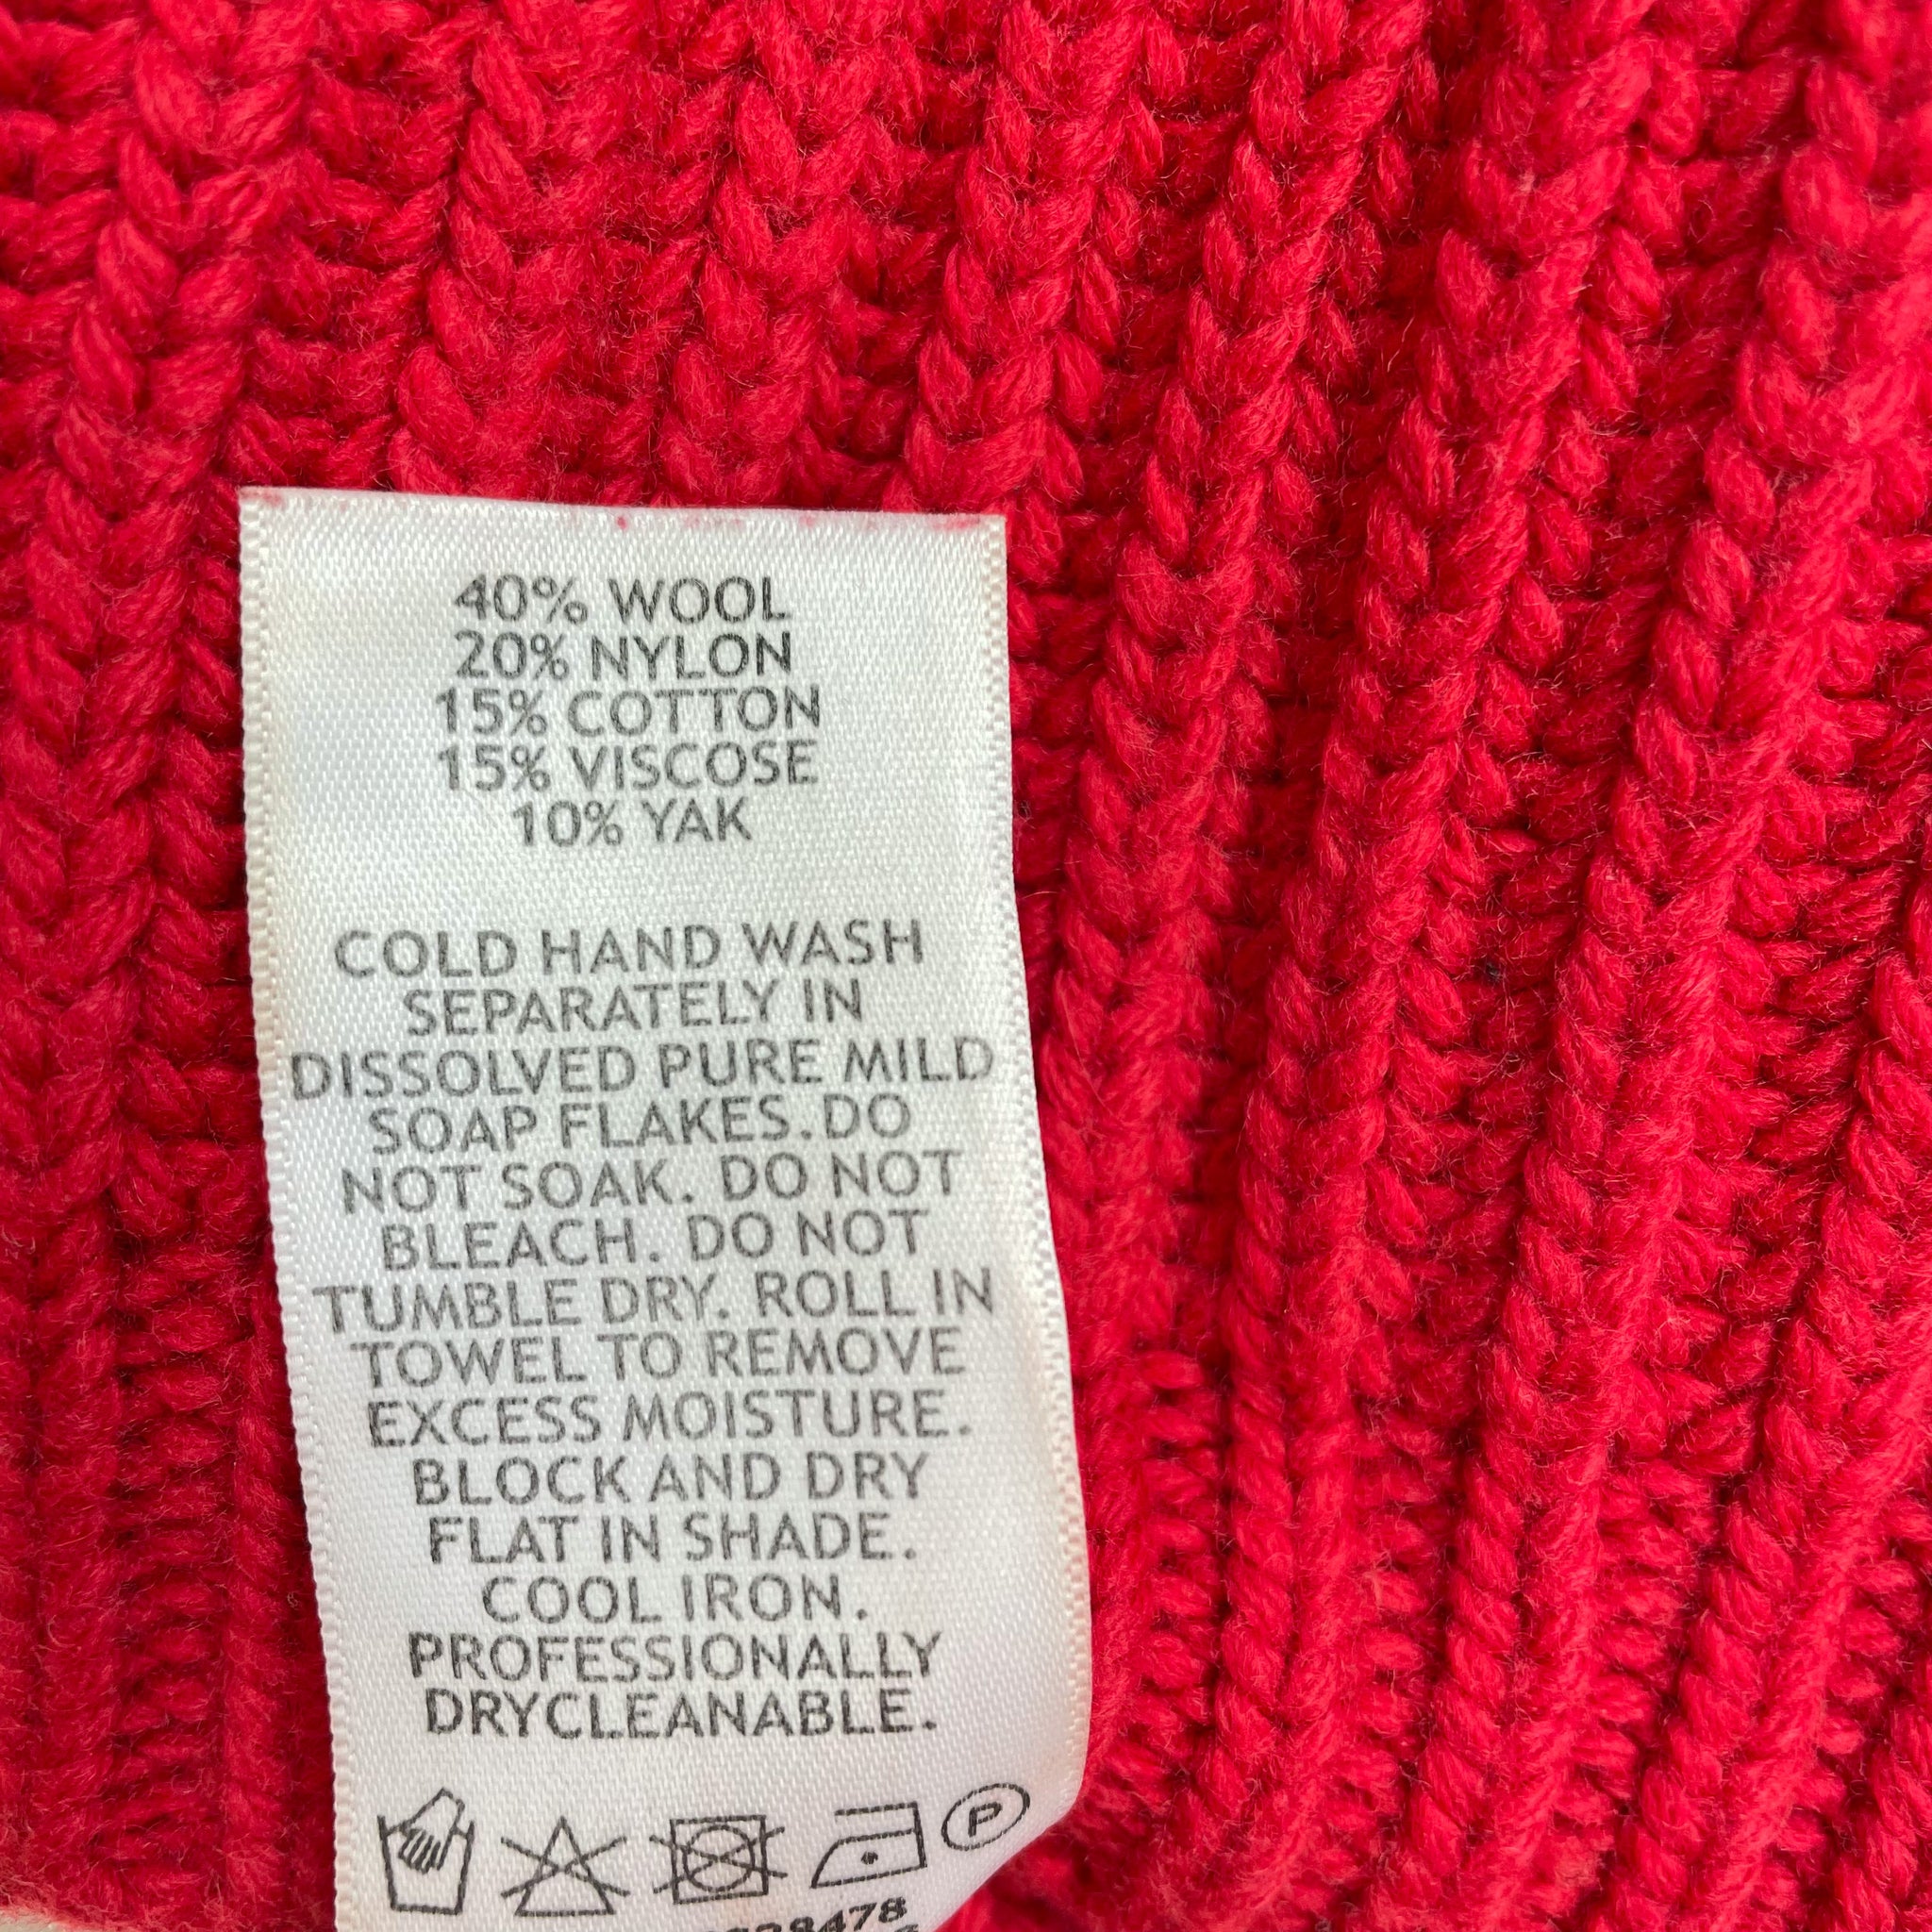 40% WOOL
20% NYLON
15% COTTON
15% VISCOSE
10% YAK
COLD HAND WASH
SEPARATELY IN
DISSOLVED PURE MILD
SOAP FLAKES.DO
NOT SOAK. DO NOT
BLEACH. DO NOT
TUMBLE DRY. ROLL IN
TOWEL TO REMOVE
EXCESS MOISTURE.
BLOCK AND DRY
FLAT IN SHADE.
COOL IRON.
PROFESSIONALLY
DRYCLEANABLE.
P